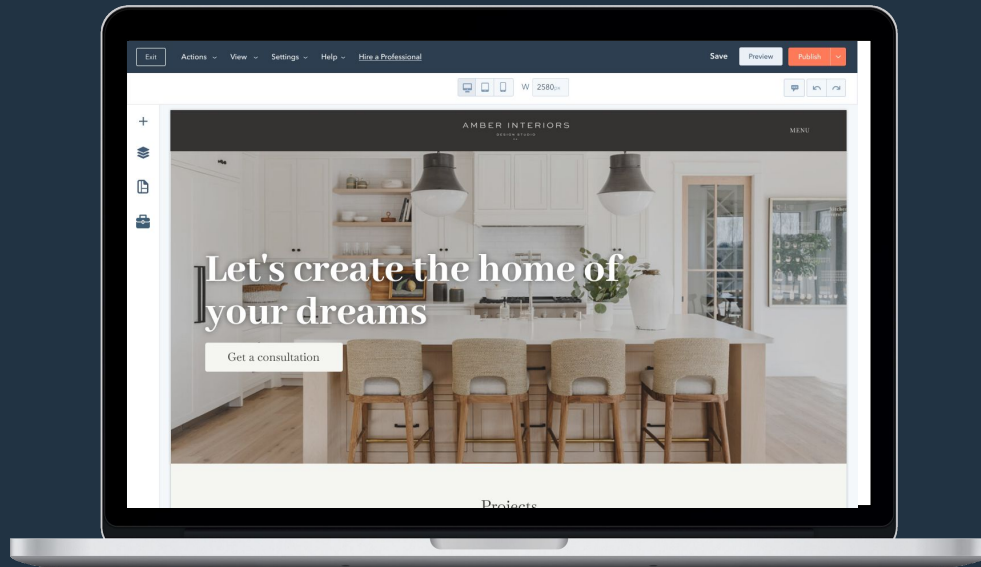 Exit Actions View Settings Help Hire a Professional Save Preview Publish
W 2580px
AMBER INTERIORS
DESIGN STUDIO
MENU
Let's create the home of
your dreams
Get a consultation
Projects